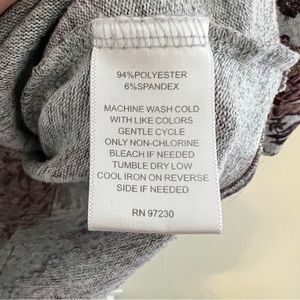 94%POLYESTER
6%SPANDEX
MACHINE WASH COLD
WITH LIKE COLORS
GENTLE CYCLE
ONLY NON-CHLORINE
BLEACH IF NEEDED
TUMBLE DRY LOW
COOL IRON ON REVERSE
SIDE IF NEEDED
RN 97230